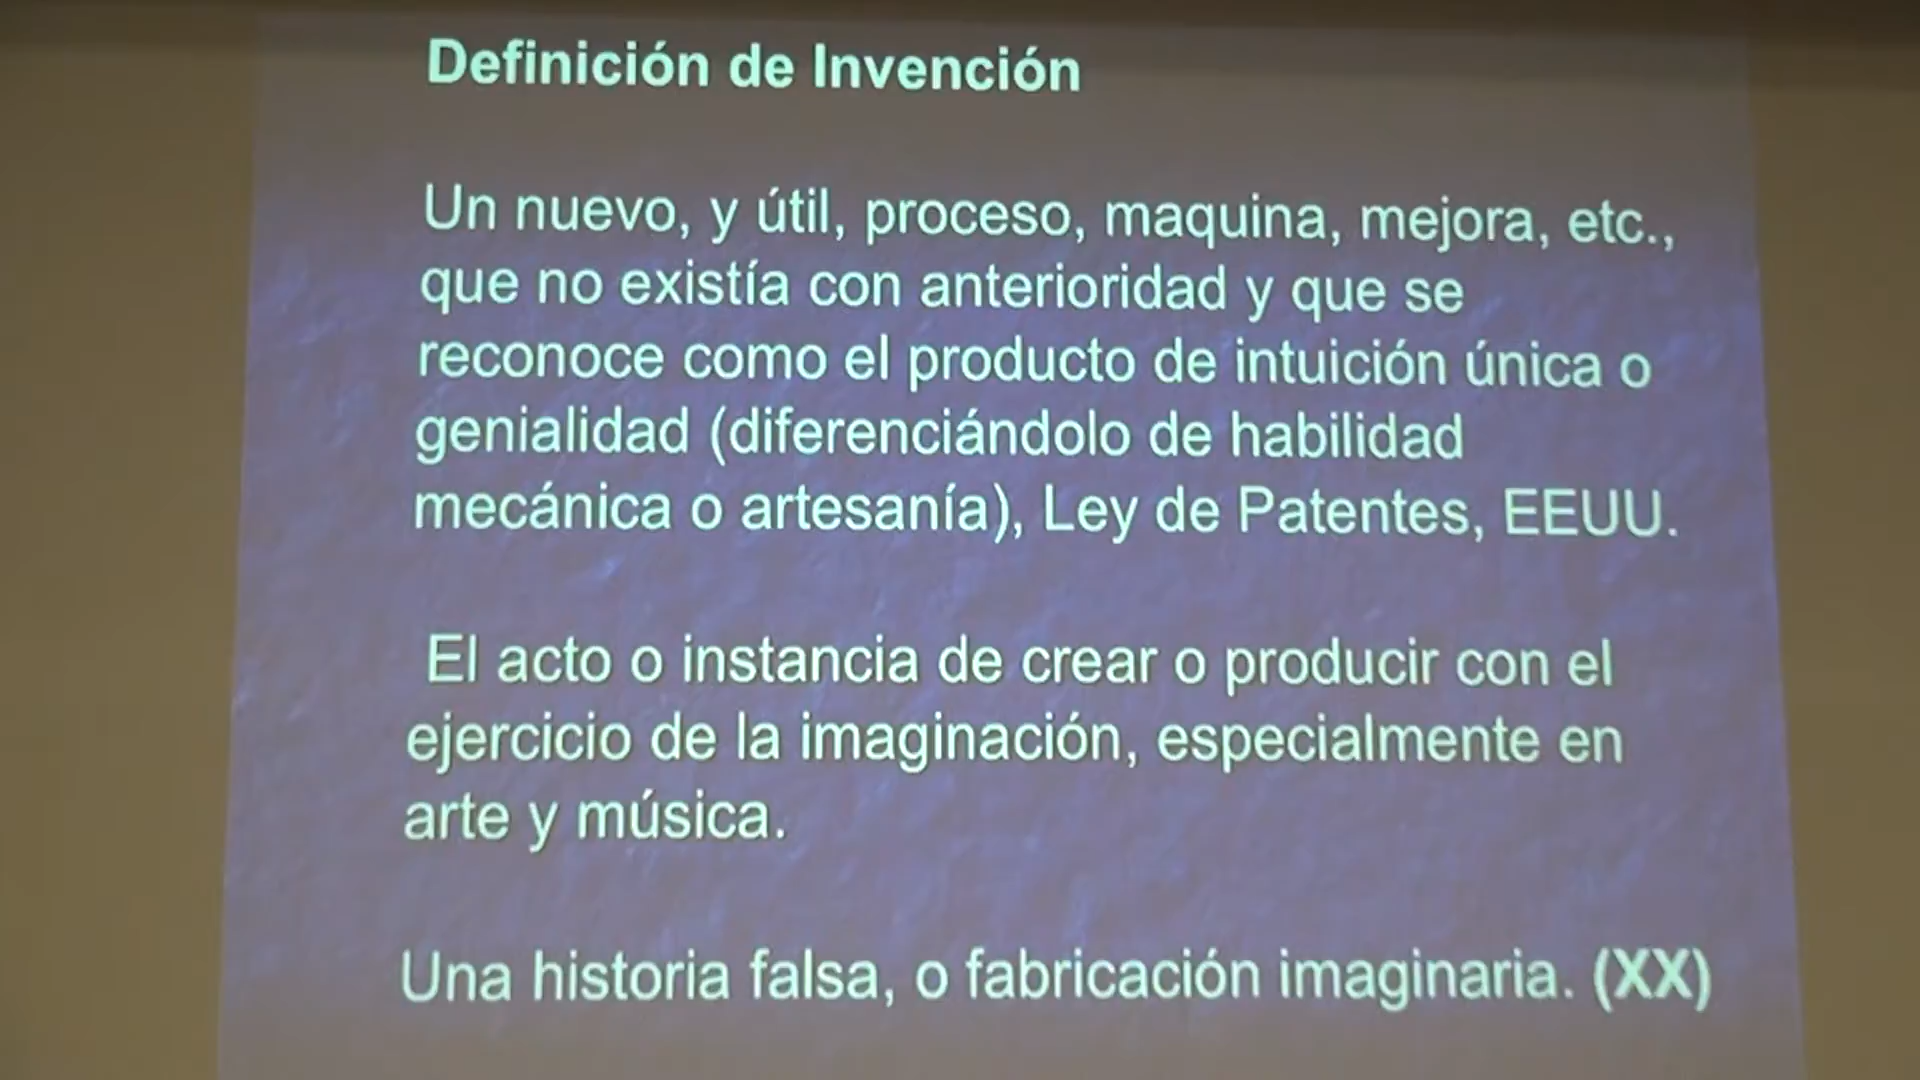 Definición de Invención
Un nuevo, y útil, proceso, maquina, mejora, etc.,
que no existía con anterioridad y que se
reconoce como el producto de intuición única o
genialidad (diferenciándolo de habilidad
mecánica o artesanía), Ley de Patentes, EEUU.
El acto o instancia de crear o producir con el
ejercicio de la imaginación, especialmente en
arte y música.
Una historia falsa, o fabricación imaginaria. (XX)